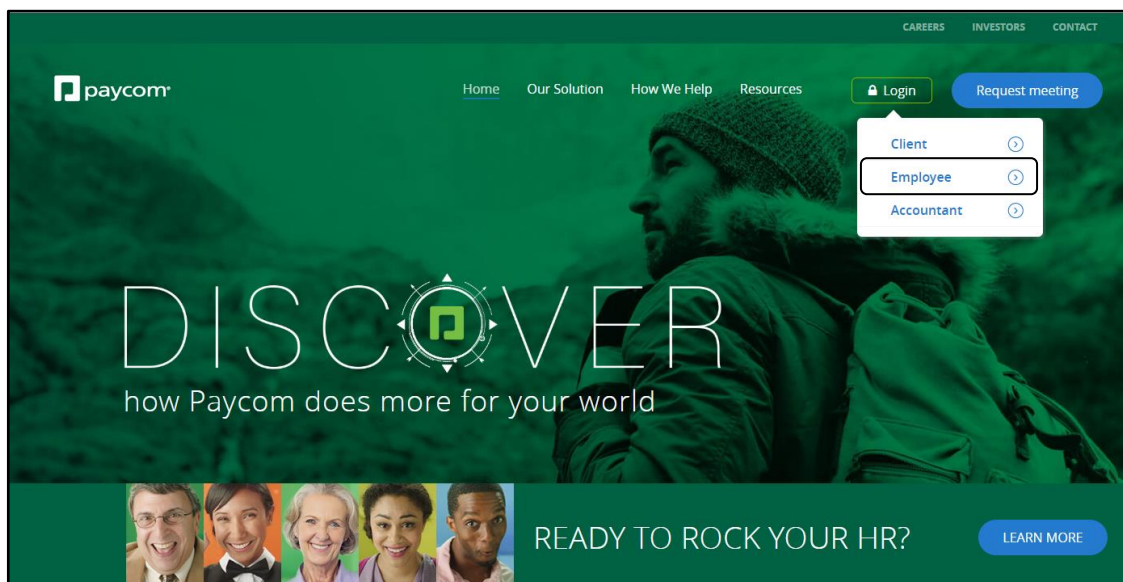 CAREERS INVESTORS CONTACT
paycom Home Our Solution How We Help Resources Login Request meeting
Client
Employee
Accountant
DISCOVER
how Paycom does more for your world
READY TO ROCK YOUR HR? LEARN MORE